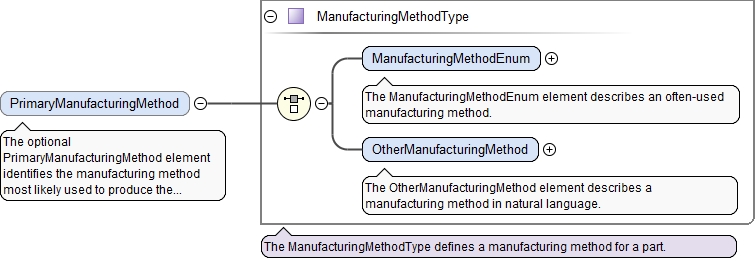 ManufacturingMethodType
ManufacturingMethodEnum
The ManufacturingMethodEnum element describes an often-used
manufacturing method.
PrimaryManufacturingMethod
The optional
PrimaryManufacturingMethod element
identifies the manufacturing method
most likely used to produce the...
OtherManufacturingMethod
The OtherManufacturingMethod element describes a
manufacturing method in natural language.
The ManufacturingMethodType defines a manufacturing method for a part.